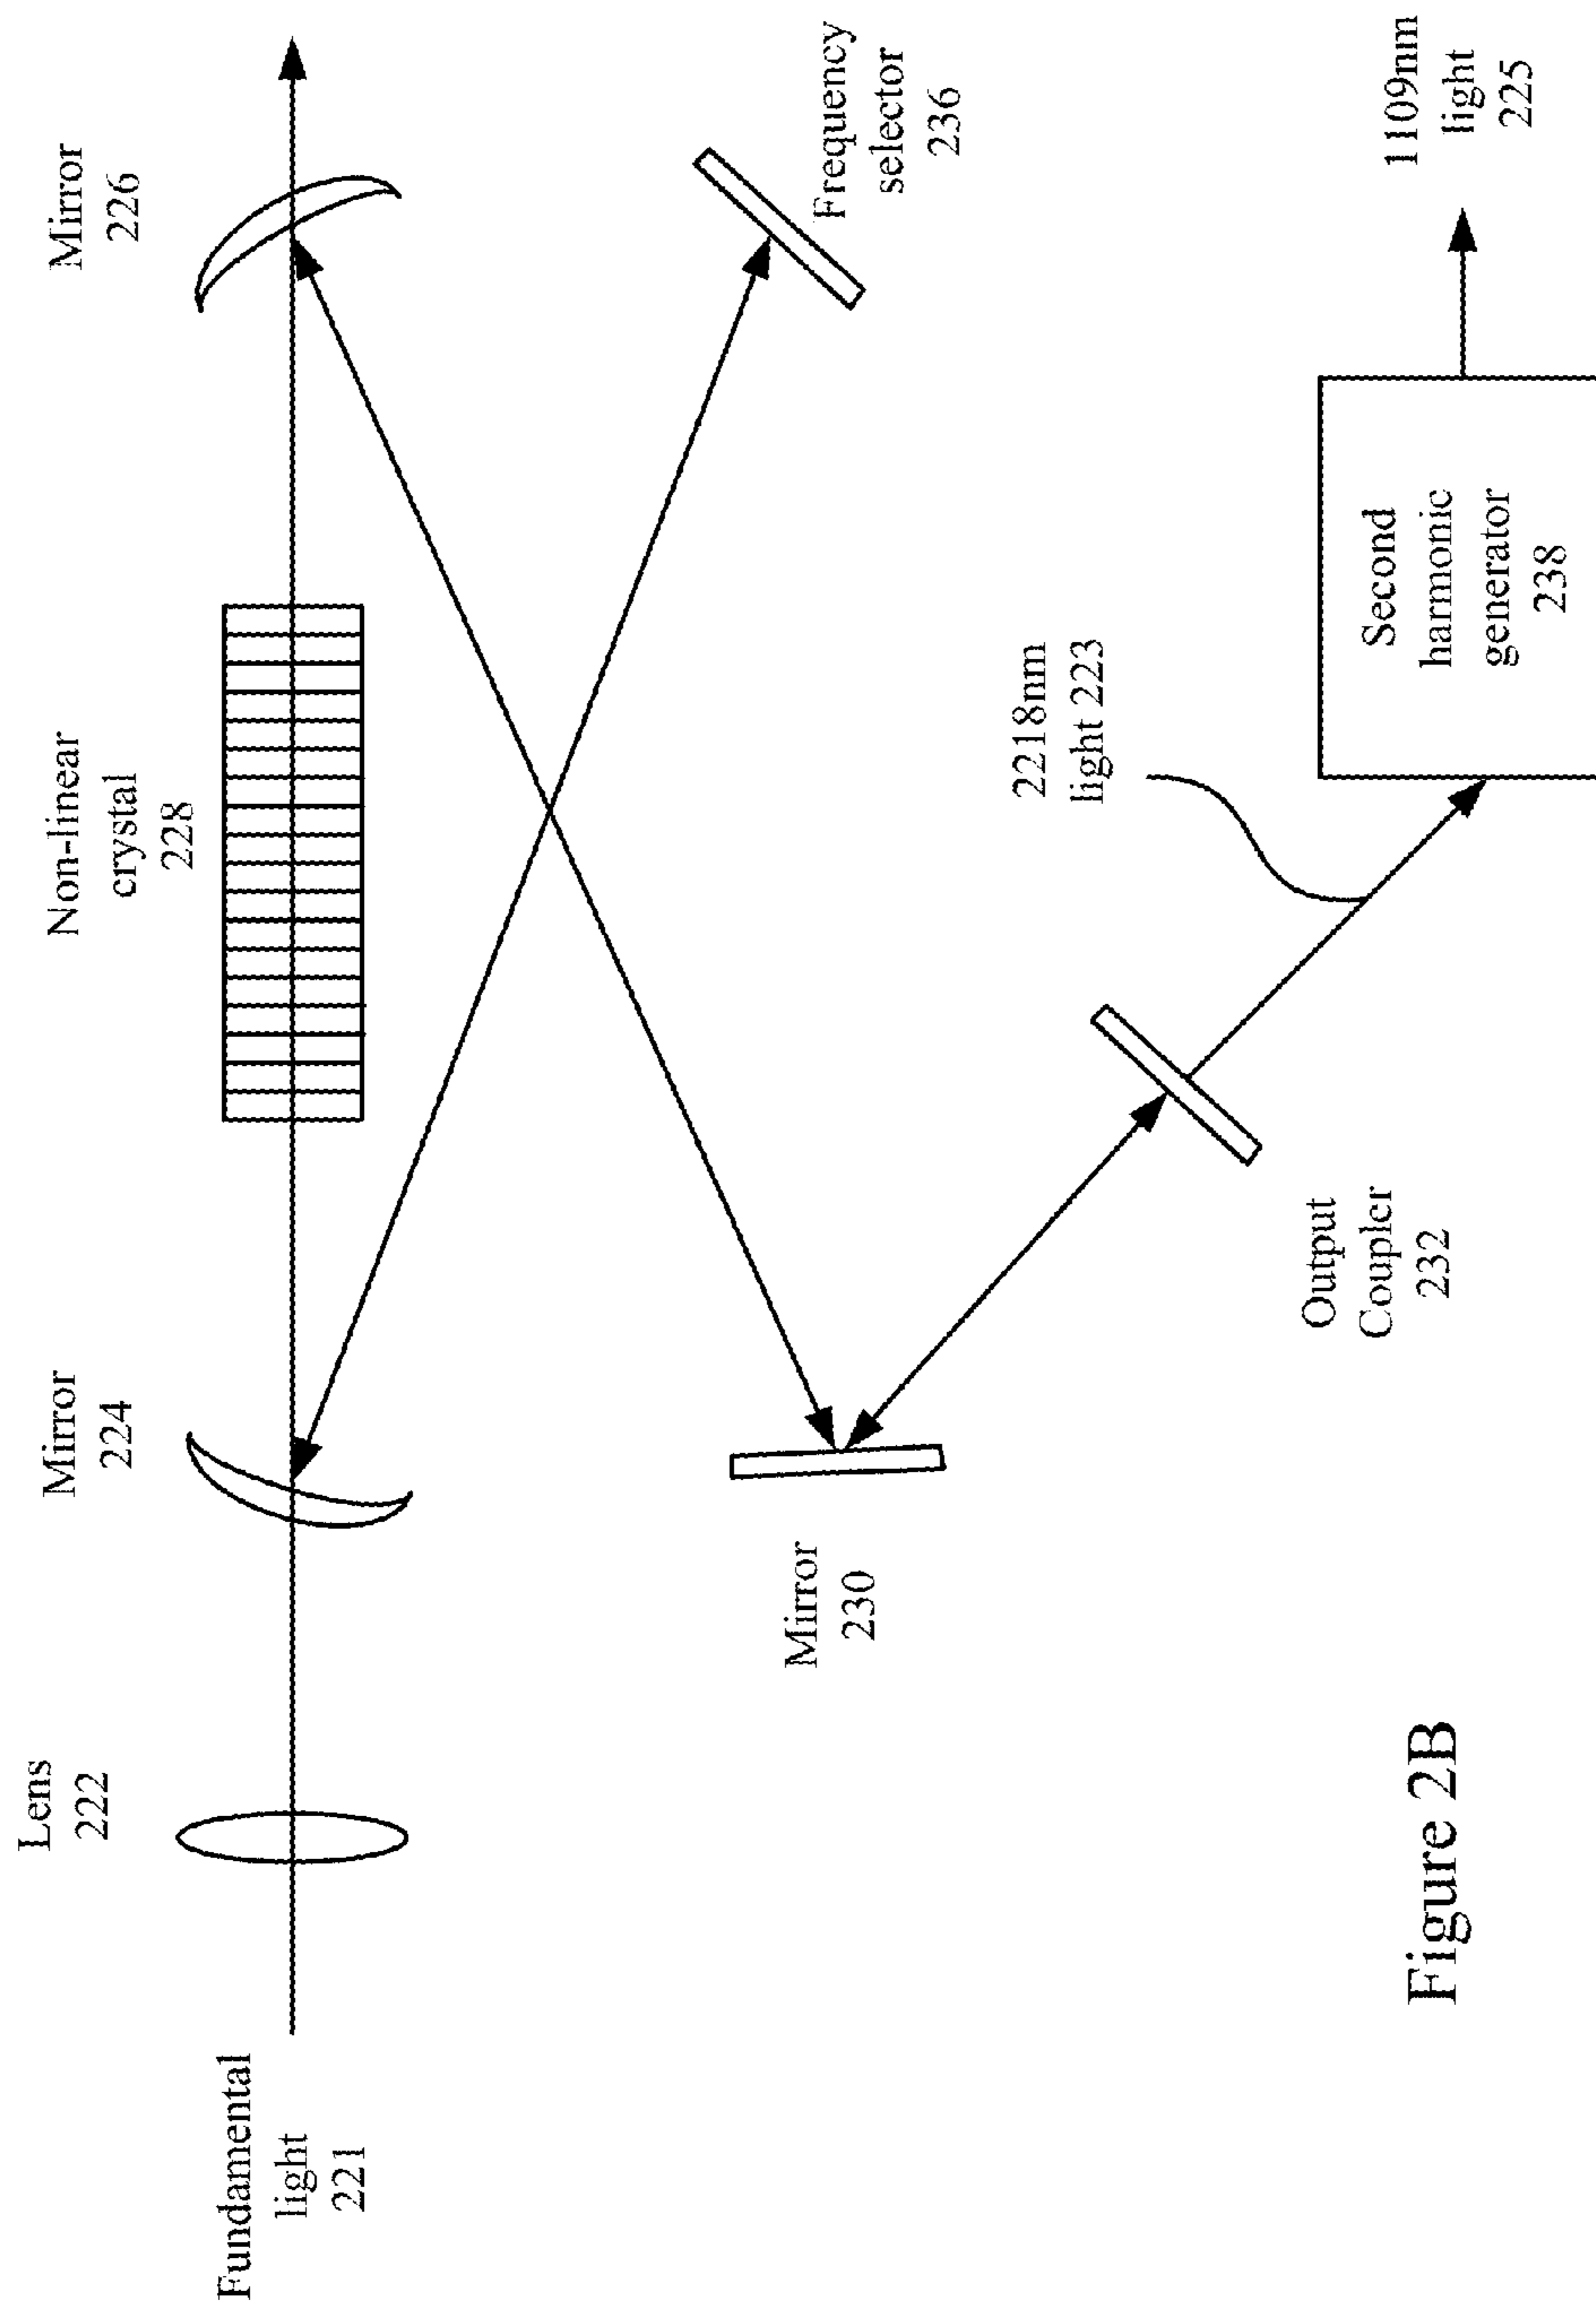 Lens
222
Mirror
224
Non-linear
crystal
228
Mirror
226
Fundamental
light
221
Mirror
230
Frequency
selector
236
2218nm
light 223
Output
Coupler
232
Second
harmonic
generator
238
1109nm
light
225
Figure 2B